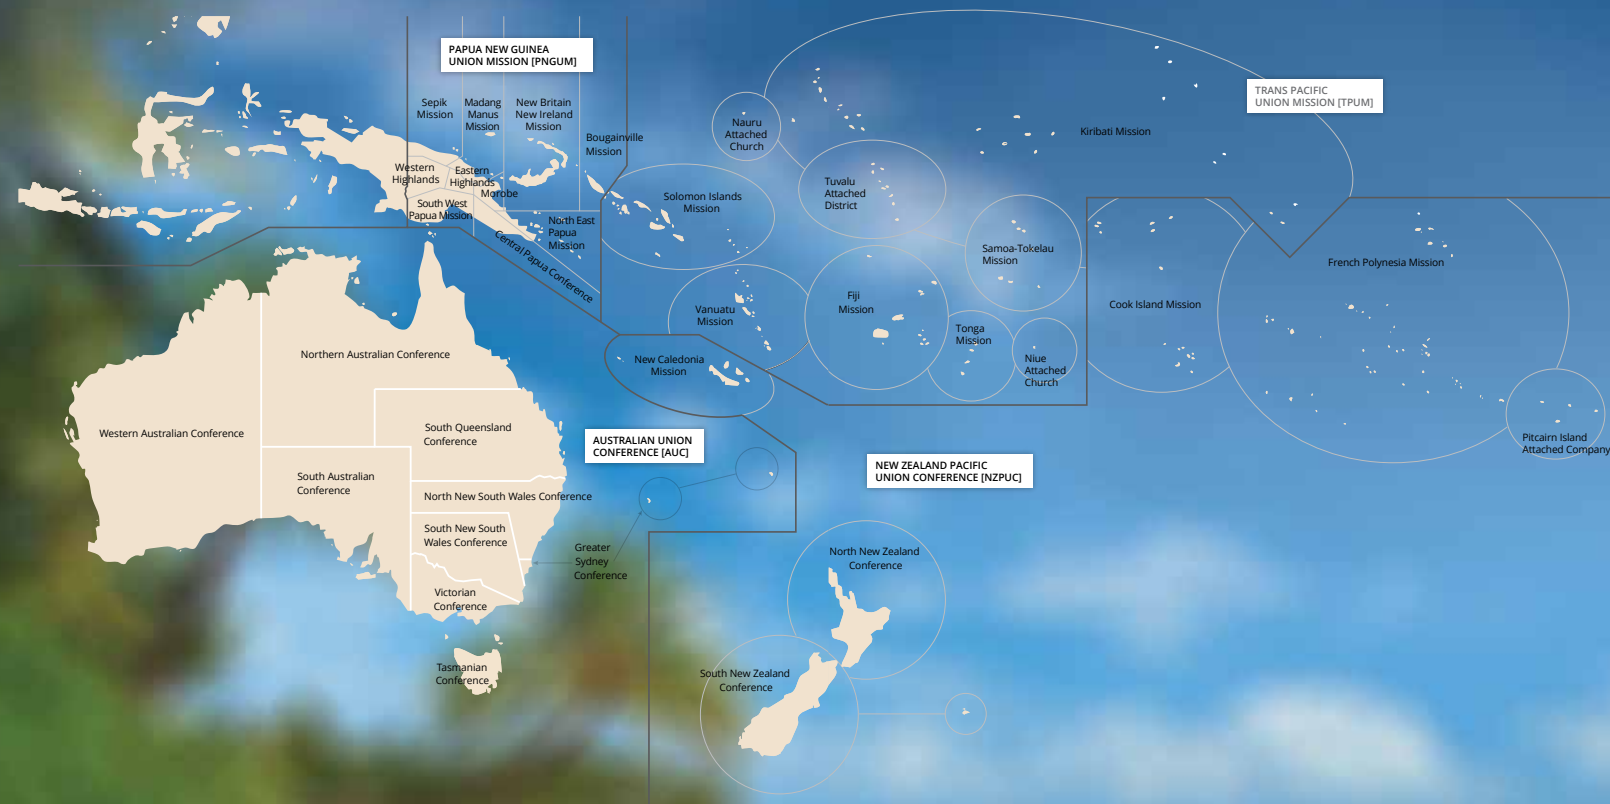 PAPUA NEW GUINEA
UNION MISSION [PNGUM]
TRANS PACIFIC
UNION MISSION [TPUM]
Sepik
Mission
Madang
Manus
Mission
New Britain
New Ireland
Mission
Bougainville
Mission
Nauru
Attached
Church
Kiribati Mission
Western
Highlands
Eastern
Highlands
Morobe
South West
Papua Mission
North East
Papua
Mission
Central Papua Conference
Solomon Islands
Mission
Tuvalu
Attached
District
Samoa-Tokelau
Mission
French Polynesia Mission
Cook Island Mission
Vanuatu
Mission
Fiji
Mission
Tonga
Mission
Niue
Attached
Church
New Caledonia
Mission
Pitcairn Island
Attached Company
Northern Australian Conference
Western Australian Conference
South Queensland
Conference
AUSTRALIAN UNION
CONFERENCE [AUC]
NEW ZEALAND PACIFIC
UNION CONFERENCE [NZPUC]
South Australian
Conference
North New South Wales Conference
South New South
Wales Conference
Greater
Sydney
Conference
Victorian
Conference
Tasmanian
Conference
North New Zealand
Conference
South New Zealand
Conference